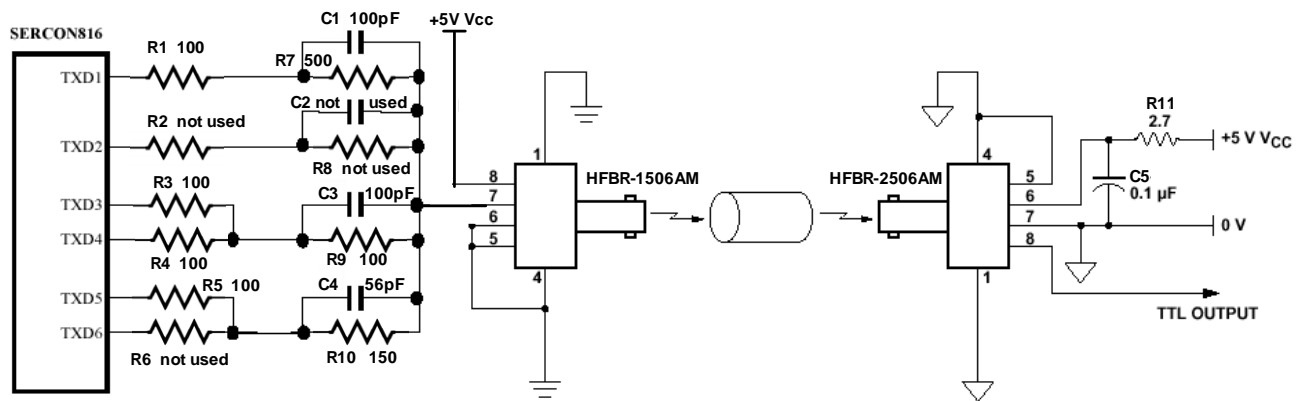 SERCON816
TXD1
TXD2
TXD3
TXD4
TXD5
TXD6
R1 100
C1 100pF
R7 500
R2 not used
C2 not used
R8 not used
R3 100
R4 100
C3 100pF
R9 100
R5 100
R6 not used
C4 56pF
R10 150
+5V Vcc
1
8
7
6
5
4
HFBR-1506AM
HFBR-2506AM
4
5
6
7
8
1
R11
2.7
+5 V VCC
C5
0.1 µF
0 V
TTL OUTPUT